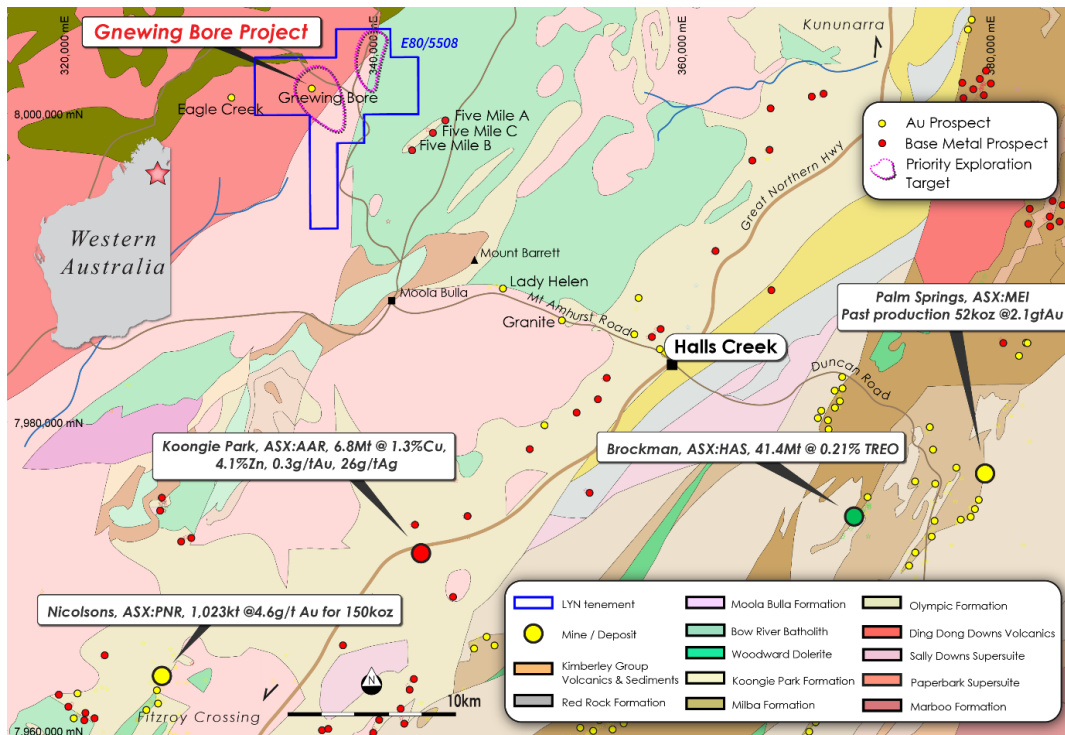 Gnewing Bore Project
320,000 mE
340,000 mE
360,000 mE
380,000 mE
E80/5508
Kununarra
8,000,000 mN
Eagle Creek
Gnewing Bore
Five Mile A
Five Mile C
Five Mile B
Great Northern Hwy
Au Prospect
Base Metal Prospect
Priority Exploration
Target
Western
Australia
Mount Barrett
Moola Bulla
Lady Helen
Mt Amhurst Road
Granite
Halls Creek
Duncan Road
Palm Springs, ASX:MEI
Past production 52koz @2.1gtAu
7,980,000 mN
Koongie Park, ASX:AAR, 6.8Mt @ 1.3%Cu,
4.1%Zn, 0.3g/tAu, 26g/tAg
Brockman, ASX:HAS, 41.4Mt @ 0.21% TREO
Nicolsons, ASX:PNR, 1,023kt @4.6g/t Au for 150koz
Fitzroy Crossing
7,960,000 mN
N
10km
LYN tenement
Mine / Deposit
Kimberley Group
Volcanics & Sediments
Red Rock Formation
Moola Bulla Formation
Bow River Batholith
Woodward Dolerite
Koongie Park Formation
Milba Formation
Olympic Formation
Ding Dong Downs Volcanics
Sally Downs Supersuite
Paperbark Supersuite
Marboo Formation